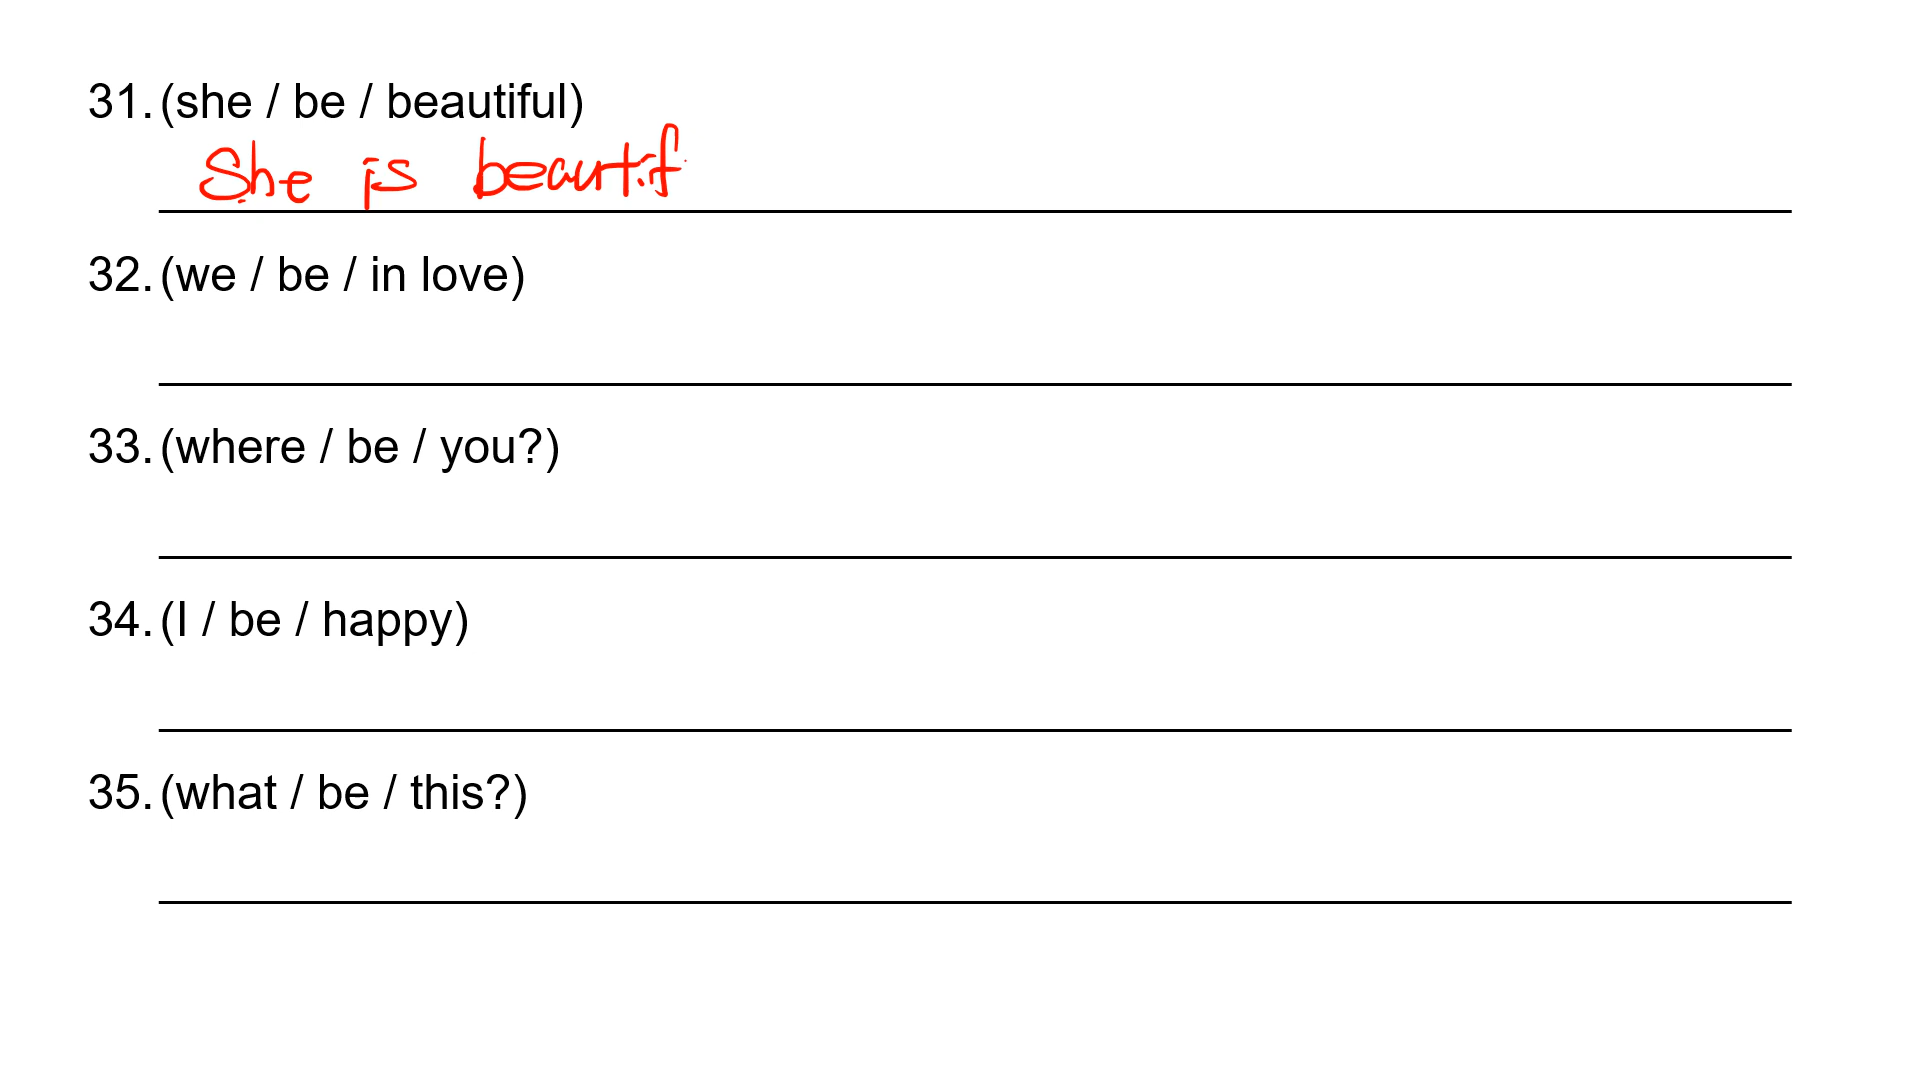 31. (she / be / beautiful)
She is beautif
32. (we / be / in love)
33. (where / be / you?)
34. (I / be / happy)
35. (what / be / this?)